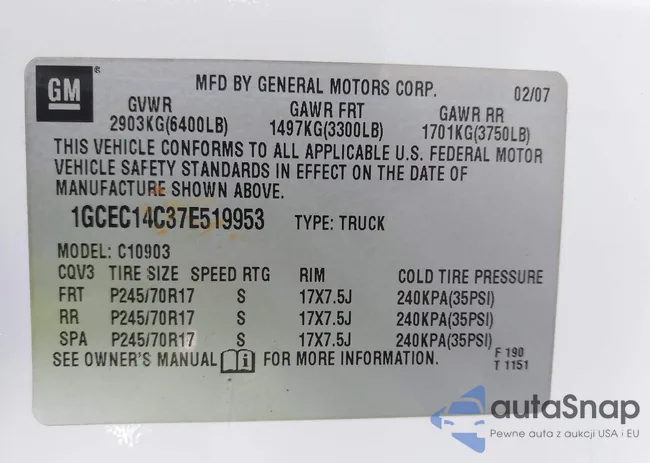 GM ®
MFD BY GENERAL MOTORS CORP. 02/07
GVWR GAWR FRT GAWR RR
2903KG(6400LB) 1497KG(3300LB) 1701KG(3750LB)
THIS VEHICLE CONFORMS TO ALL APPLICABLE U.S. FEDERAL MOTOR
VEHICLE SAFETY STANDARDS IN EFFECT ON THE DATE OF
MANUFACTURE SHOWN ABOVE.
1GCEC14C37E519953 TYPE: TRUCK
MODEL: C10903
CQV3 TIRE SIZE SPEED RTG RIM COLD TIRE PRESSURE
FRT P245/70R17 S 17X7.5J 240KPA(35PSI)
RR P245/70R17 S 17X7.5J 240KPA(35PSI)
SPA P245/70R17 S 17X7.5J 240KPA(35PSI)
SEE OWNER'S MANUAL i FOR MORE INFORMATION.
F 190
T 1151
autaSnap
Pewne auta z aukcji USA i EU